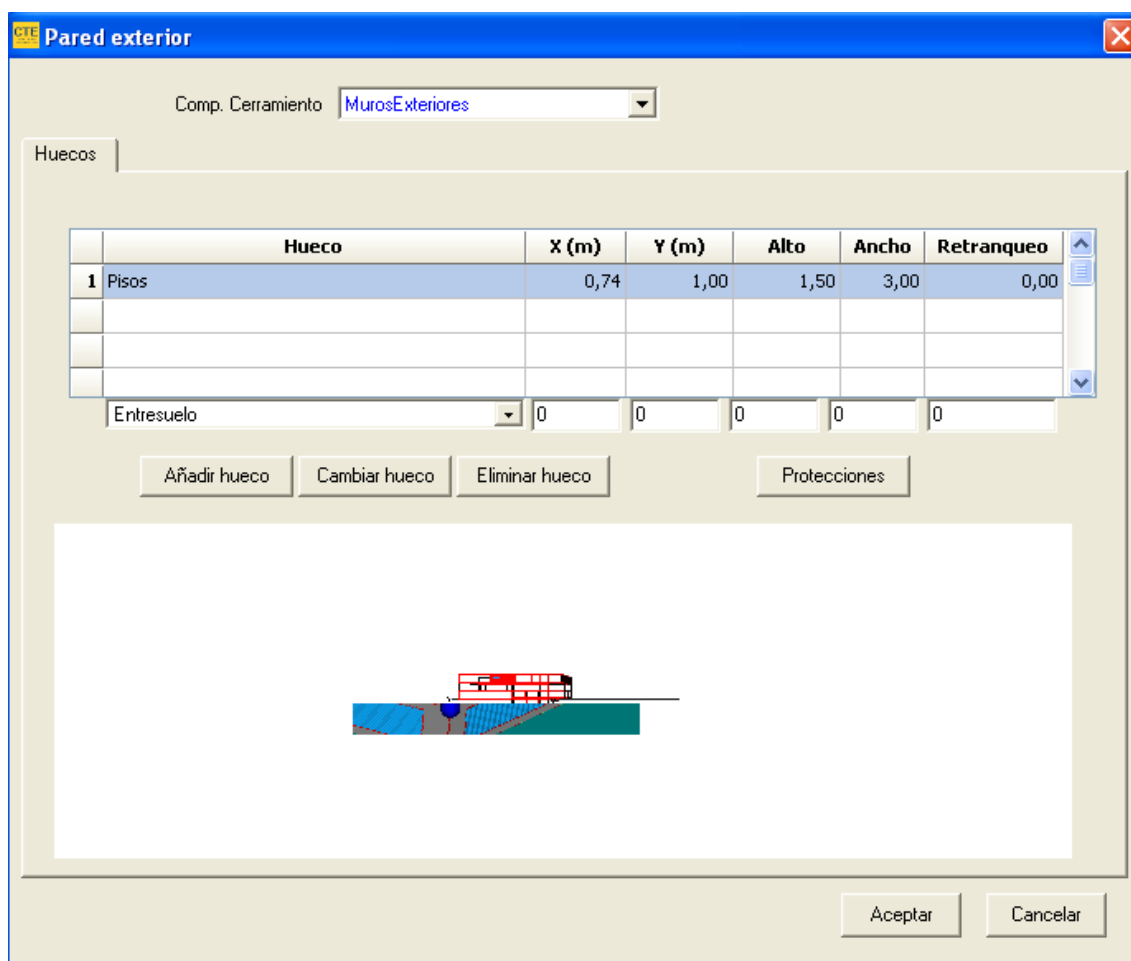 CTE Pared exterior
Comp. Cerramiento MurosExteriores
Huecos
Hueco X (m) Y (m) Alto Ancho Retranqueo
1 Pisos 0,74 1,00 1,50 3,00 0,00
Entresuelo 0 0 0 0 0
Añadir hueco Cambiar hueco Eliminar hueco Protecciones
Aceptar Cancelar